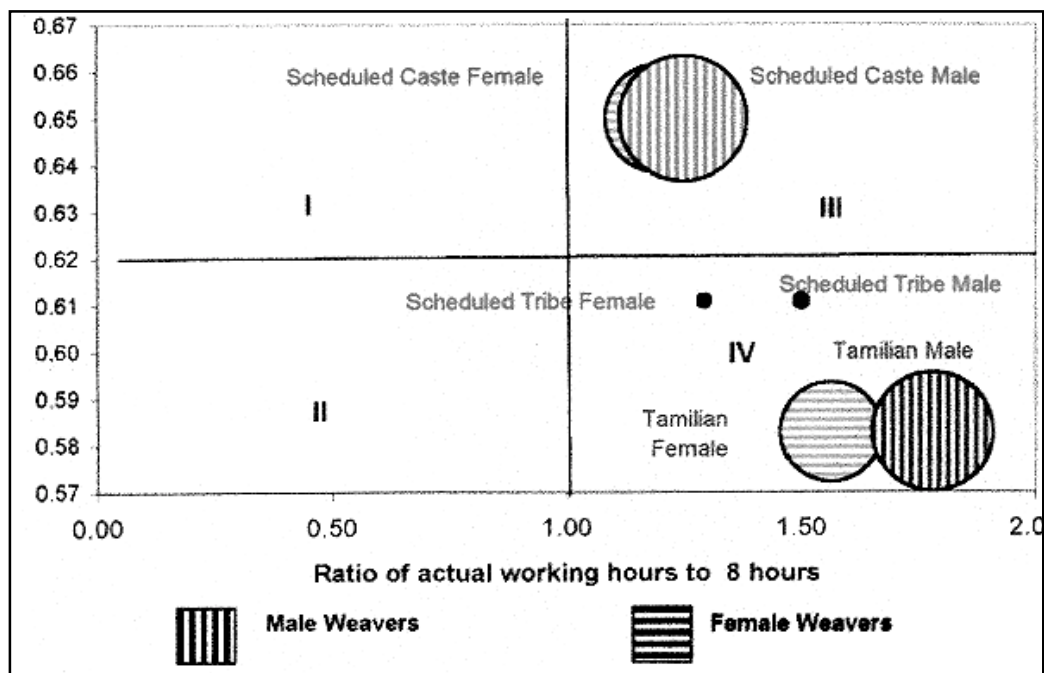 0.67
0.66
Scheduled Caste Female
Scheduled Caste Male
0.65
0.64
0.63
I
III
0.62
0.61
Scheduled Tribe Female
Scheduled Tribe Male
0.60
IV
Tamilian Male
0.59
II
Tamilian
Female
0.58
0.57
0.00
0.50
1.00
1.50
2.0
Ratio of actual working hours to 8 hours
Male Weavers
Female Weavers